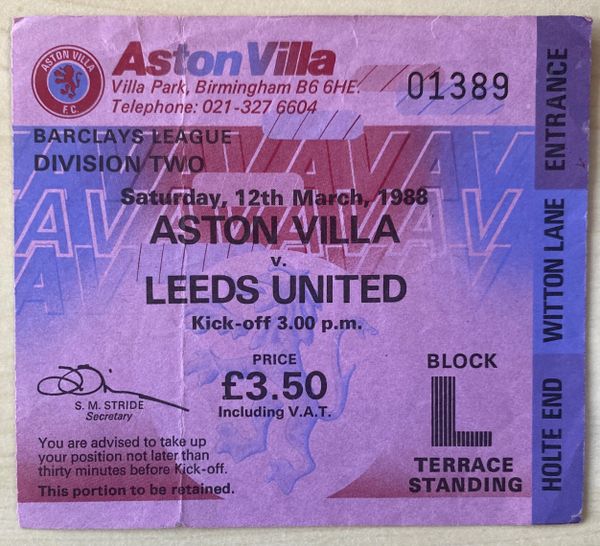 ASTON VILLA
F.C.
Aston Villa
Villa Park, Birmingham B6 6HE.
Telephone: 021-327 6604
01389
BARCLAYS LEAGUE
DIVISION TWO
Saturday, 12th March, 1988
ASTON VILLA
v.
LEEDS UNITED
Kick-off 3.00 p.m.
PRICE
£3.50
Including V.A.T.
S. M. STRIDE
Secretary
You are advised to take up
your position not later than
thirty minutes before Kick-off.
This portion to be retained.
BLOCK
L
TERRACE
STANDING
HOLTE END WITTON LANE ENTRANCE
AVAVAV
AVAVAV